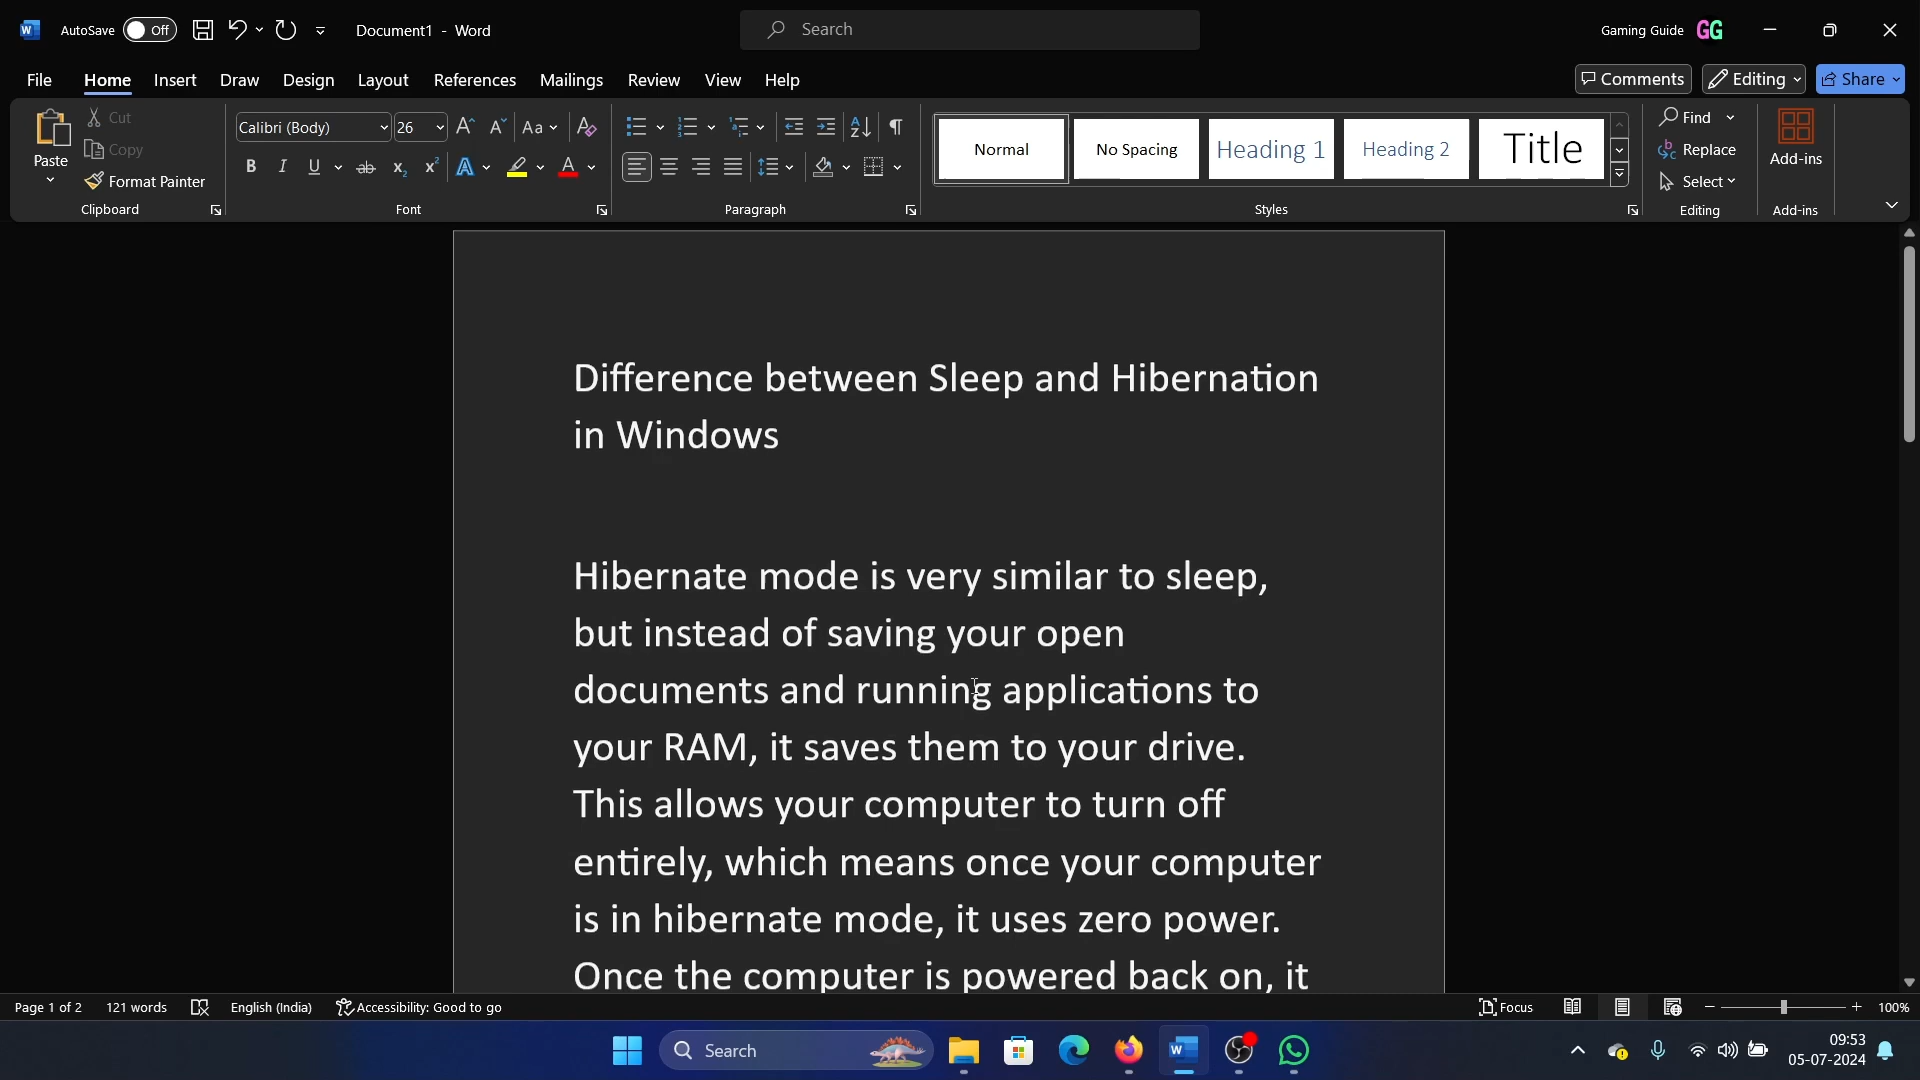 AutoSave Off Document1 - Word Search Gaming Guide GG
File Home Insert Draw Design Layout References Mailings Review View Help Comments Editing Share
Paste Cut Copy Format Painter Clipboard
Calibri (Body) 26 Aa Font
Paragraph
Normal No Spacing Heading 1 Heading 2 Title Styles
Find Replace Select Editing
Add-ins Add-ins
Difference between Sleep and Hibernation
in Windows
Hibernate mode is very similar to sleep,
but instead of saving your open
documents and running applications to
your RAM, it saves them to your drive.
This allows your computer to turn off
entirely, which means once your computer
is in hibernate mode, it uses zero power.
Once the computer is powered back on, it
Page 1 of 2 121 words English (India) Accessibility: Good to go Focus 100%
Search 09:53
05-07-2024